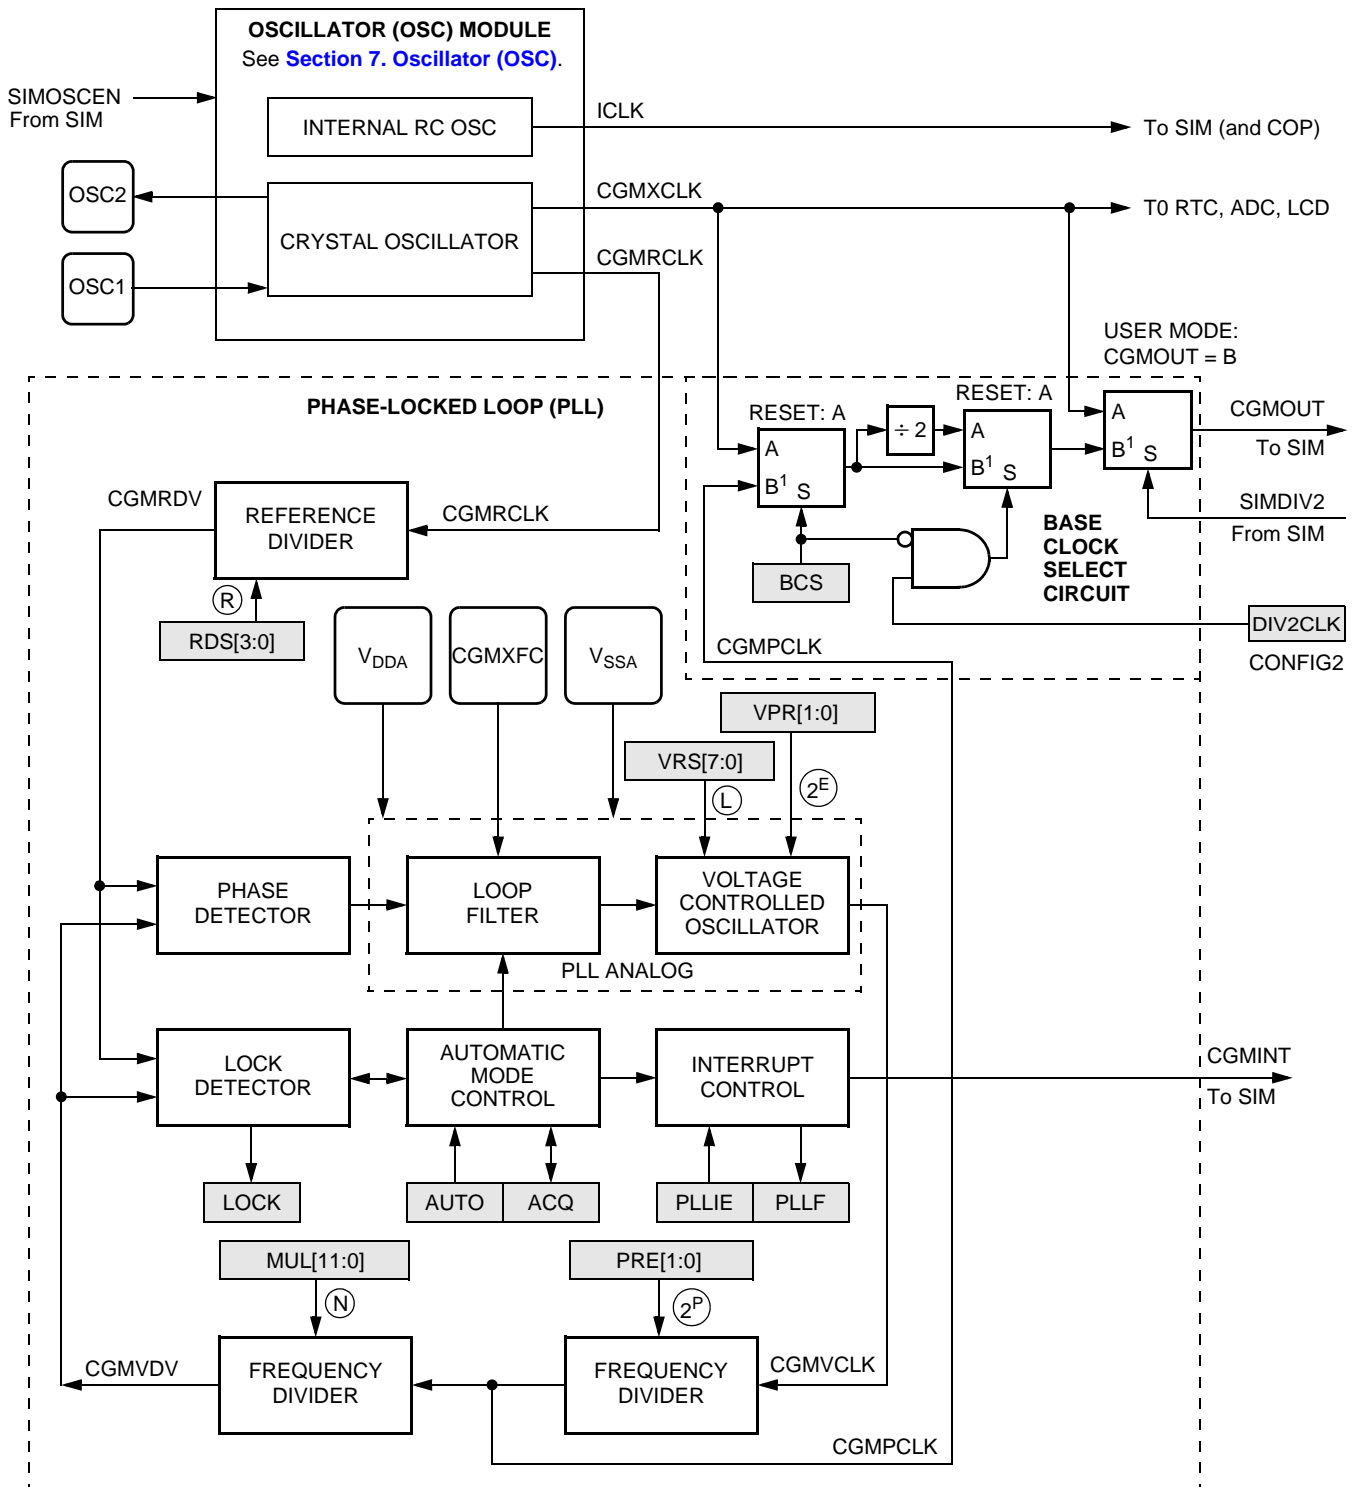 OSCILLATOR (OSC) MODULE
See Section 7. Oscillator (OSC).
SIMOSCEN
From SIM
INTERNAL RC OSC
ICLK
To SIM (and COP)
OSC2
CGMXCLK
T0 RTC, ADC, LCD
CRYSTAL OSCILLATOR
CGMRCLK
OSC1
USER MODE:
CGMOUT = B
PHASE-LOCKED LOOP (PLL)
RESET: A
RESET: A
A
B1 S
÷ 2
A
B1 S
A
B1 S
CGMOUT
To SIM
SIMDIV2
From SIM
CGMRDV
REFERENCE
DIVIDER
CGMRCLK
BASE
CLOCK
SELECT
CIRCUIT
BCS
R
RDS[3:0]
VDDA
CGMXFC
VSSA
CGMPCLK
DIV2CLK
CONFIG2
VPR[1:0]
VRS[7:0]
L
2E
PHASE
DETECTOR
LOOP
FILTER
VOLTAGE
CONTROLLED
OSCILLATOR
PLL ANALOG
LOCK
DETECTOR
AUTOMATIC
MODE
CONTROL
INTERRUPT
CONTROL
CGMINT
To SIM
LOCK
AUTO
ACQ
PLLIE
PLLF
MUL[11:0]
PRE[1:0]
N
2P
CGMVDV
FREQUENCY
DIVIDER
FREQUENCY
DIVIDER
CGMVCLK
CGMPCLK